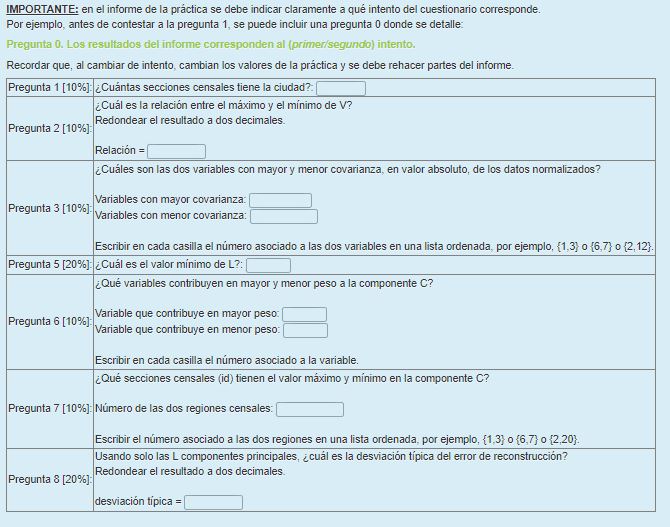 IMPORTANTE: en el informe de la práctica se debe indicar claramente a qué intento del cuestionario corresponde.
Por ejemplo, antes de contestar a la pregunta 1, se puede incluir una pregunta 0 donde se detalle:
Pregunta 0. Los resultados del informe corresponden al (primer/segundo) intento.
Recordar que, al cambiar de intento, cambian los valores de la práctica y se debe rehacer partes del informe.
Pregunta 1 [10%]: ¿Cuántas secciones censales tiene la ciudad?:
¿Cuál es la relación entre el máximo y el mínimo de V?
Redondear el resultado a dos decimales.
Pregunta 2 [10%]:
Relación =
¿Cuáles son las dos variables con mayor y menor covarianza, en valor absoluto, de los datos normalizados?
Variables con mayor covarianza:
Pregunta 3 [10%]:
Variables con menor covarianza:
Escribir en cada casilla el número asociado a las dos variables en una lista ordenada, por ejemplo, {1,3} o {6,7} o {2,12}.
Pregunta 5 [20%]: ¿Cuál es el valor mínimo de L?:
¿Qué variables contribuyen en mayor y menor peso a la componente C?
Variable que contribuye en mayor peso:
Pregunta 6 [10%]:
Variable que contribuye en menor peso:
Escribir en cada casilla el número asociado a la variable.
¿Qué secciones censales (id) tienen el valor máximo y mínimo en la componente C?
Pregunta 7 [10%]: Número de las dos regiones censales:
Escribir el número asociado a las dos regiones en una lista ordenada, por ejemplo, {1,3} o {6,7} o {2,20}.
Usando solo las L componentes principales, ¿cuál es la desviación típica del error de reconstrucción?
Redondear el resultado a dos decimales.
Pregunta 8 [20%]:
desviación típica =